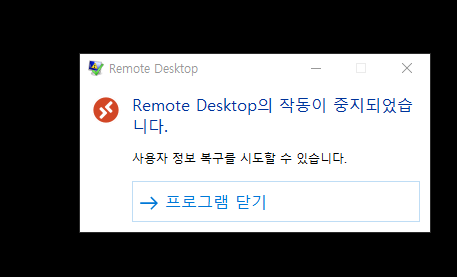 Remote Desktop
Remote Desktop의 작동이 중지되었습
니다.
사용자 정보 복구를 시도할 수 있습니다.
프로그램 닫기